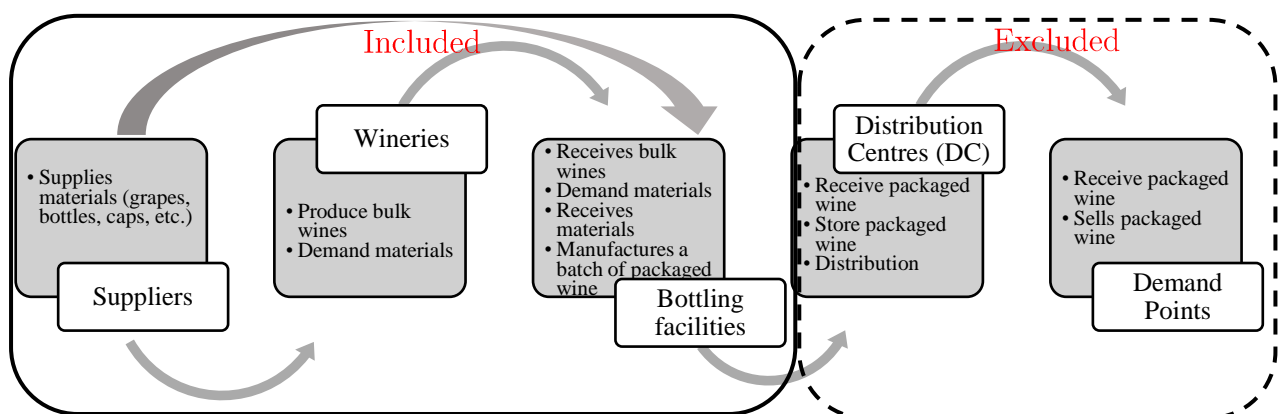 Included
Excluded
• Supplies
materials (grapes,
bottles, caps, etc.)
Suppliers
Wineries
• Produce bulk
wines
• Demand materials
• Receives bulk
wines
• Demand materials
• Receives
materials
• Manufactures a
batch of packaged
wine
Bottling
facilities
Distribution
Centres (DC)
• Receive packaged
wine
• Store packaged
wine
• Distribution
• Receive packaged
wine
• Sells packaged
wine
Demand
Points